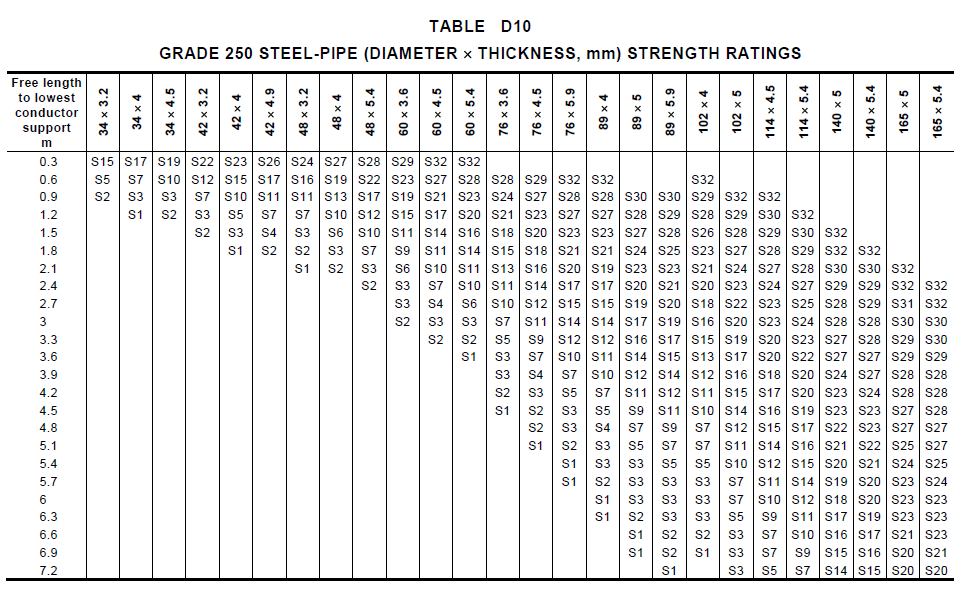 TABLE D10
GRADE 250 STEEL-PIPE (DIAMETER × THICKNESS, mm) STRENGTH RATINGS
Free length
to lowest
conductor
support
m
34 × 3.2
34 × 4
34 × 4.5
42 × 3.2
42 × 4
42 × 4.9
48 × 3.2
48 × 4
48 × 5.4
60 × 3.6
60 × 4.5
60 × 5.4
76 × 3.6
76 × 4.5
76 × 5.9
89 × 4
89 × 5
89 × 5.9
102 × 4
102 × 5
114 × 4.5
114 × 5.4
140 × 5
140 × 5.4
165 × 5
165 × 5.4
0.3 S15 S17 S19 S22 S23 S26 S24 S27 S28 S29 S32 S32
0.6 S5 S7 S10 S12 S15 S17 S16 S19 S22 S23 S27 S28 S28 S29 S32 S32 S32
0.9 S2 S3 S3 S7 S10 S11 S11 S13 S17 S19 S21 S23 S24 S27 S28 S28 S30 S30 S29 S32 S32
1.2 S1 S2 S3 S5 S7 S7 S10 S12 S15 S17 S20 S21 S23 S27 S27 S28 S29 S28 S29 S30 S32
1.5 S2 S3 S4 S3 S6 S10 S11 S14 S16 S18 S20 S23 S23 S27 S28 S26 S28 S29 S30 S32
1.8 S1 S2 S2 S3 S7 S9 S11 S14 S15 S18 S21 S21 S24 S25 S23 S27 S28 S29 S32 S32
2.1 S1 S2 S3 S6 S10 S11 S13 S16 S20 S19 S23 S23 S21 S24 S27 S28 S30 S30 S32
2.4 S2 S3 S7 S10 S11 S14 S17 S17 S20 S21 S20 S23 S24 S27 S29 S29 S32 S32
2.7 S3 S4 S6 S10 S12 S15 S15 S19 S20 S18 S22 S23 S25 S28 S29 S31 S32
3 S2 S3 S3 S7 S11 S14 S14 S17 S19 S16 S20 S23 S24 S28 S28 S30 S30
3.3 S2 S2 S5 S9 S12 S12 S16 S17 S15 S19 S20 S23 S27 S28 S29 S30
3.6 S1 S3 S7 S10 S11 S14 S15 S13 S17 S20 S22 S27 S27 S29 S29
3.9 S3 S4 S7 S10 S12 S14 S12 S16 S18 S20 S24 S27 S28 S28
4.2 S2 S3 S5 S7 S11 S12 S11 S15 S17 S20 S23 S24 S28 S28
4.5 S1 S2 S3 S5 S9 S11 S10 S14 S16 S19 S23 S23 S27 S28
4.8 S2 S3 S4 S7 S9 S7 S12 S15 S17 S22 S23 S27 S27
5.1 S1 S2 S3 S5 S7 S7 S11 S14 S16 S21 S22 S25 S27
5.4 S1 S3 S3 S5 S5 S10 S12 S15 S20 S21 S24 S25
5.7 S1 S2 S3 S3 S3 S7 S11 S14 S19 S20 S23 S24
6 S1 S3 S3 S3 S7 S10 S12 S18 S20 S23 S23
6.3 S1 S2 S3 S3 S5 S9 S11 S17 S19 S23 S23
6.6 S1 S2 S2 S3 S7 S10 S16 S17 S21 S23
6.9 S1 S2 S1 S3 S7 S9 S15 S16 S20 S21
7.2 S1 S3 S5 S7 S14 S15 S20 S20